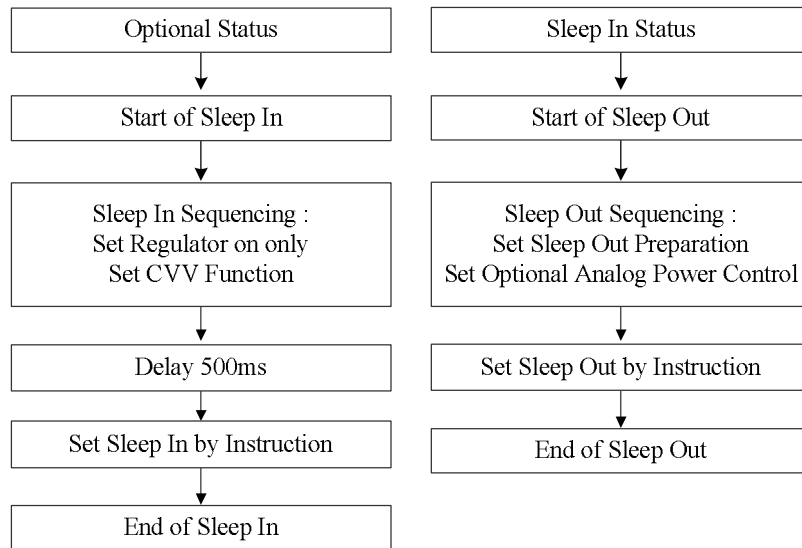 Optional Status
Start of Sleep In
Sleep In Sequencing :
Set Regulator on only
Set CVV Function
Delay 500ms
Set Sleep In by Instruction
End of Sleep In
Sleep In Status
Start of Sleep Out
Sleep Out Sequencing :
Set Sleep Out Preparation
Set Optional Analog Power Control
Set Sleep Out by Instruction
End of Sleep Out